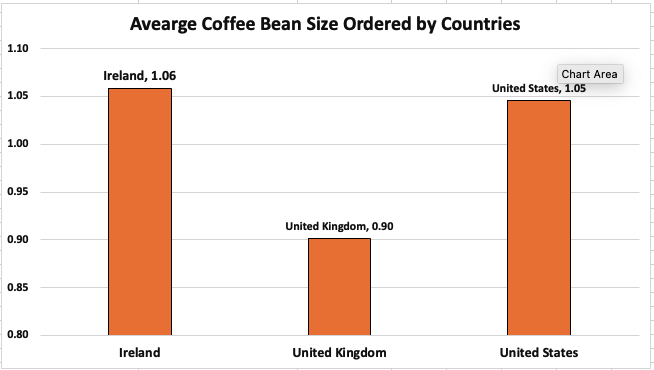 Avearge Coffee Bean Size Ordered by Countries
1.10
Ireland, 1.06
Chart Area
United States, 1.05
1.05
1.00
0.95
United Kingdom, 0.90
0.90
0.85
0.80
Ireland
United Kingdom
United States